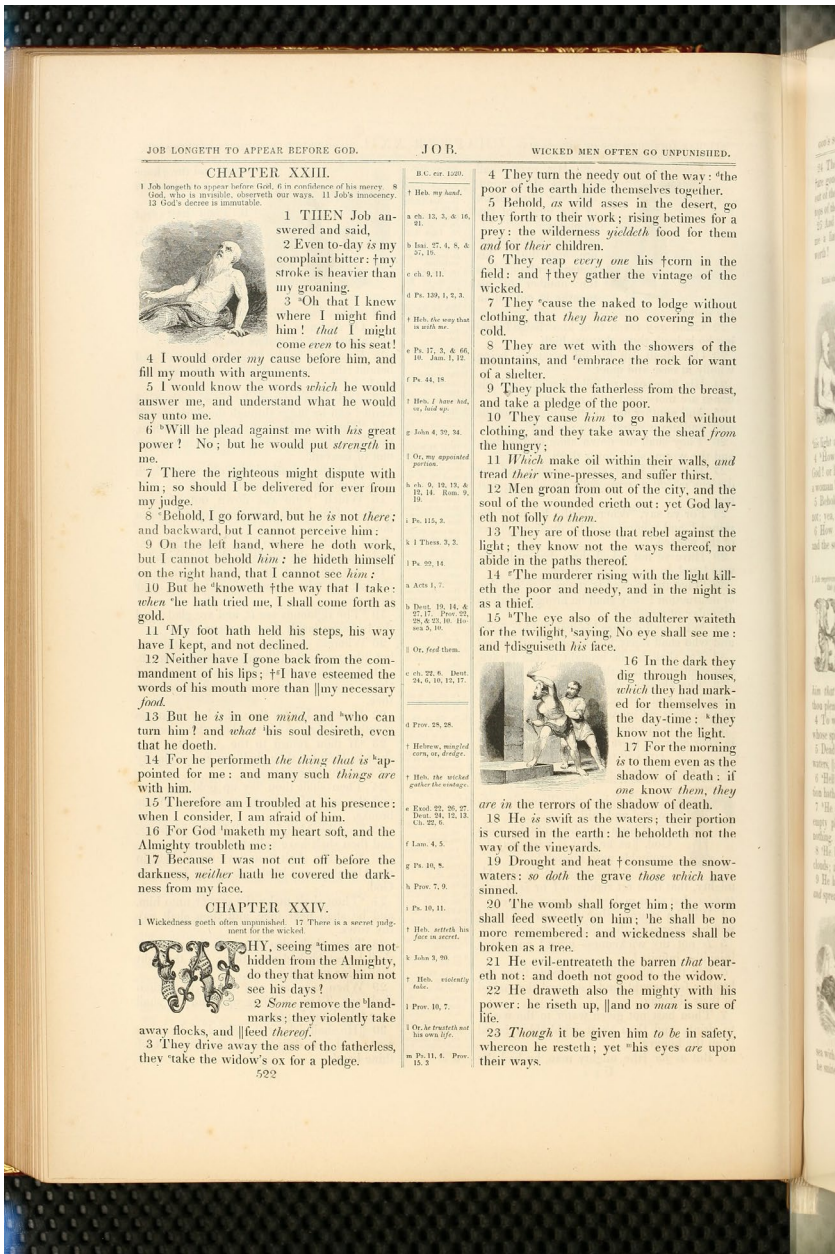 JOB LONGETH TO APPEAR BEFORE GOD.
JOB.
WICKED MEN OFTEN GO UNPUNISHED.
CHAPTER XXIII.
1 Job longeth to appear before God, 6 in confidence of his mercy. 8
God, who is invisible, observeth our ways. 11 Job's innocency.
13 God's decree is immutable.
1 THEN Job an-
swered and said,
2 Even to-day is my
complaint bitter: †my
stroke is heavier than
my groaning.
3 aOh that I knew
where I might find
him! that I might
come even to his seat!
4 I would order my cause before him, and
fill my mouth with arguments.
5 I would know the words which he would
answer me, and understand what he would
say unto me.
6 bWill he plead against me with his great
power? No; but he would put strength in
me.
7 There the righteous might dispute with
him; so should I be delivered for ever from
my judge.
8 cBehold, I go forward, but he is not there;
and backward, but I cannot perceive him:
9 On the left hand, where he doth work,
but I cannot behold him: he hideth himself
on the right hand, that I cannot see him:
10 But he dknoweth †the way that I take:
when ehe hath tried me, I shall come forth as
gold.
11 fMy foot hath held his steps, his way
have I kept, and not declined.
12 Neither have I gone back from the com-
mandment of his lips; †gI have esteemed the
words of his mouth more than ||my necessary
food.
13 But he is in one mind, and hwho can
turn him? and what ihis soul desireth, even
that he doeth.
14 For he performeth the thing that is kap-
pointed for me: and many such things are
with him.
15 Therefore am I troubled at his presence:
when I consider, I am afraid of him.
16 For God lmaketh my heart soft, and the
Almighty troubleth me:
17 Because I was not cut off before the
darkness, neither hath he covered the dark-
ness from my face.
CHAPTER XXIV.
1 Wickedness goeth often unpunished. 17 There is a secret judg-
ment for the wicked.
WHY, seeing atimes are not
hidden from the Almighty,
do they that know him not
see his days?
2 Some remove the bland-
marks; they violently take
away flocks, and ||feed thereof.
3 They drive away the ass of the fatherless,
they ctake the widow's ox for a pledge.
522
B.C. cir. 1520.
† Heb. my hand.
a ch. 13, 3, & 16,
21.
b Isai. 27, 4, 8, &
57, 16.
c ch. 9, 11.
d Ps. 139, 1, 2, 3.
† Heb. the way that
is with me.
e Ps. 17, 3, & 66,
10. Jam. 1, 12.
f Ps. 44, 18.
† Heb. I have hid,
or, laid up.
g John 4, 32, 34.
|| Or, my appointed
portion.
h ch. 9, 12, 13, &
12, 14. Rom. 9,
19.
i Ps. 115, 3.
k 1 Thess. 3, 3.
l Ps. 22, 14.
a Acts 1, 7.
b Deut. 19, 14, &
27, 17. Prov. 22,
28, & 23, 10. Ho-
sea 5, 10.
|| Or, feed them.
c ch. 22, 6. Deut.
24, 6, 10, 12, 17.
d Prov. 28, 28.
† Hebrew, mingled
corn, or, dredge.
† Heb. the wicked
gather the vintage.
e Exod. 22, 26, 27.
Deut. 24, 12, 13.
Ch. 22, 6.
f Lam. 4, 5.
g Ps. 10, 8.
h Prov. 7, 9.
i Ps. 10, 11.
† Heb. setteth his
face in secret.
k John 3, 20.
† Heb. violently
take.
l Prov. 10, 7.
|| Or, he trusteth not
his own life.
m Ps. 11, 4. Prov.
15. 3
4 They turn the needy out of the way: dthe
poor of the earth hide themselves together.
5 Behold, as wild asses in the desert, go
they forth to their work; rising betimes for a
prey: the wilderness yieldeth food for them
and for their children.
6 They reap every one his †corn in the
field: and †they gather the vintage of the
wicked.
7 They ecause the naked to lodge without
clothing, that they have no covering in the
cold.
8 They are wet with the showers of the
mountains, and fembrace the rock for want
of a shelter.
9 They pluck the fatherless from the breast,
and take a pledge of the poor.
10 They cause him to go naked without
clothing, and they take away the sheaf from
the hungry;
11 Which make oil within their walls, and
tread their wine-presses, and suffer thirst.
12 Men groan from out of the city, and the
soul of the wounded crieth out: yet God lay-
eth not folly to them.
13 They are of those that rebel against the
light; they know not the ways thereof, nor
abide in the paths thereof.
14 gThe murderer rising with the light kill-
eth the poor and needy, and in the night is
as a thief.
15 hThe eye also of the adulterer waiteth
for the twilight, isaying, No eye shall see me:
and †disguiseth his face.
16 In the dark they
dig through houses,
which they had mark-
ed for themselves in
the day-time: kthey
know not the light.
17 For the morning
is to them even as the
shadow of death: if
one know them, they
are in the terrors of the shadow of death.
18 He is swift as the waters; their portion
is cursed in the earth: he beholdeth not the
way of the vineyards.
19 Drought and heat †consume the snow-
waters: so doth the grave those which have
sinned.
20 The womb shall forget him; the worm
shall feed sweetly on him; lhe shall be no
more remembered: and wickedness shall be
broken as a tree.
21 He evil-entreateth the barren that bear-
eth not: and doeth not good to the widow.
22 He draweth also the mighty with his
power: he riseth up, ||and no man is sure of
life.
23 Though it be given him to be in safety,
whereon he resteth; yet mhis eyes are upon
their ways.